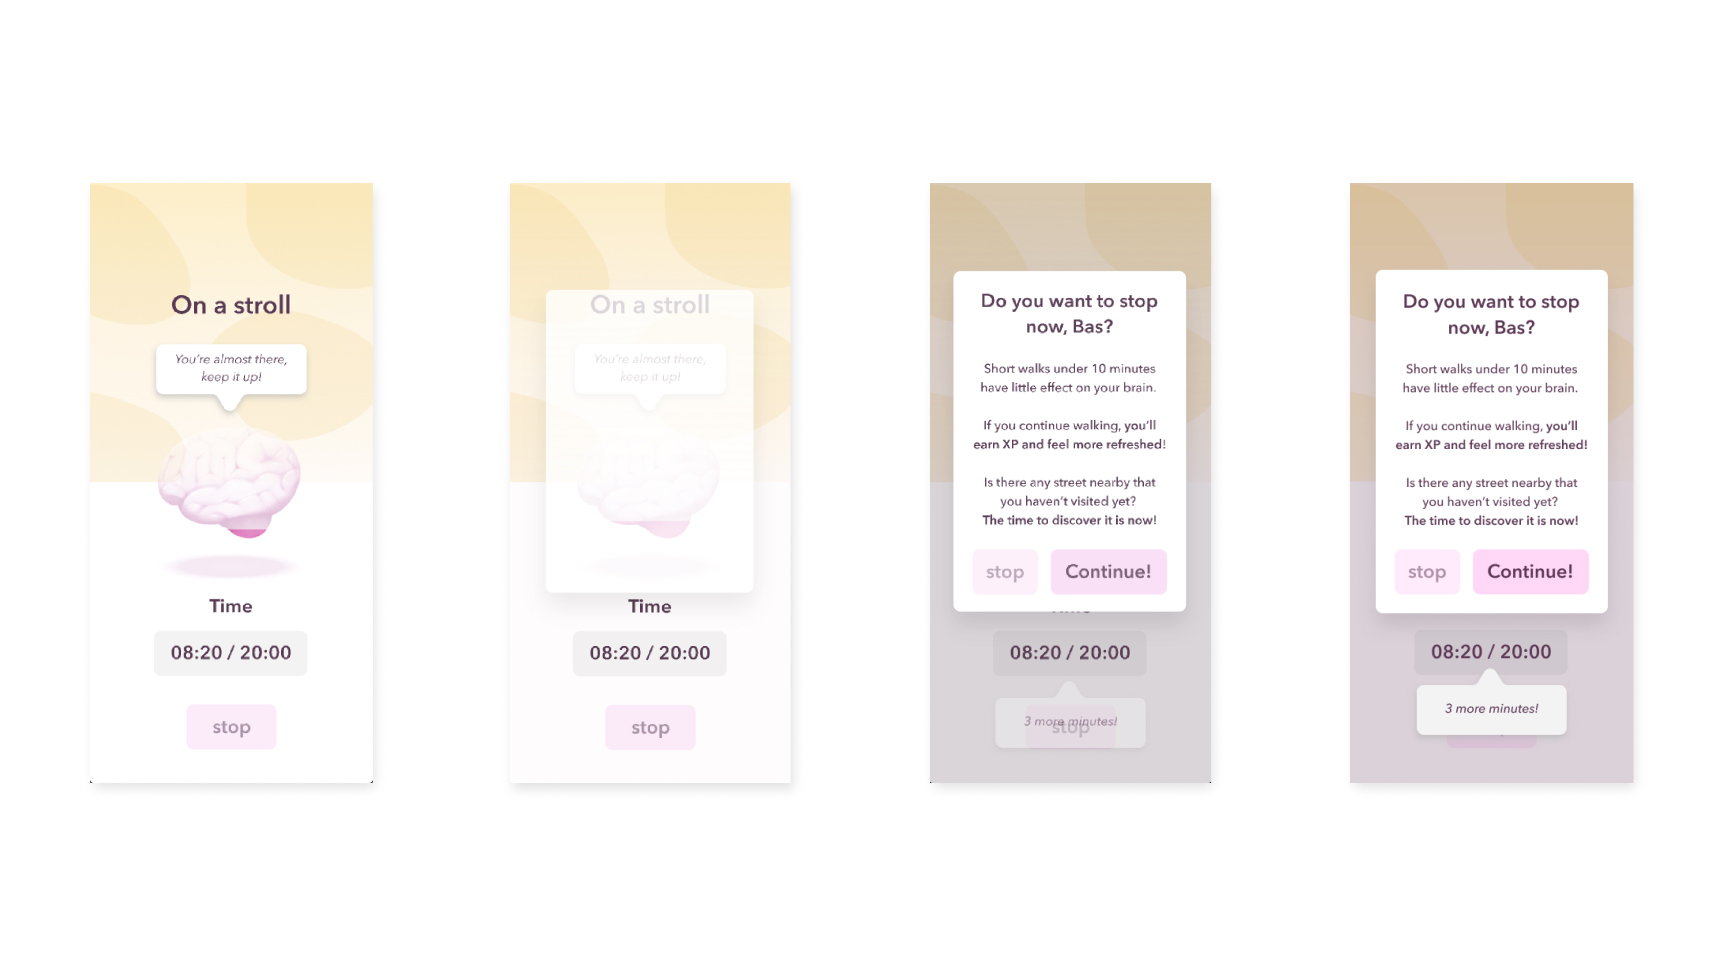 On a stroll
You're almost there,
keep it up!
Time
08:20 / 20:00
stop
On a stroll
You're almost there,
keep it up!
Time
08:20 / 20:00
stop
Do you want to stop
now, Bas?
Short walks under 10 minutes
have little effect on your brain.
If you continue walking, you'll
earn XP and feel more refreshed!
Is there any street nearby that
you haven't visited yet?
The time to discover it is now!
stop Continue!
08:20 / 20:00
3 more minutes!
stop
Do you want to stop
now, Bas?
Short walks under 10 minutes
have little effect on your brain.
If you continue walking, you'll
earn XP and feel more refreshed!
Is there any street nearby that
you haven't visited yet?
The time to discover it is now!
stop Continue!
08:20 / 20:00
3 more minutes!